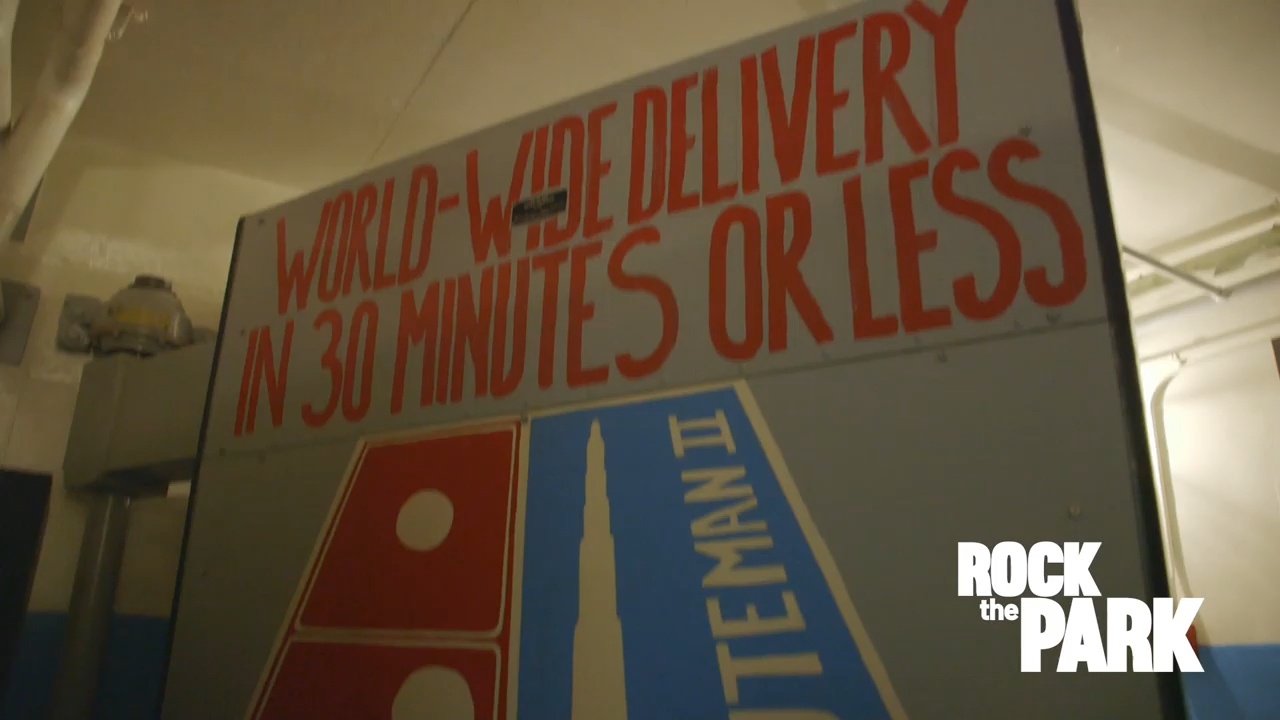 WORLD-WIDE DELIVERY
IN 30 MINUTES OR LESS
UTEMAN II
ROCK
the
PARK